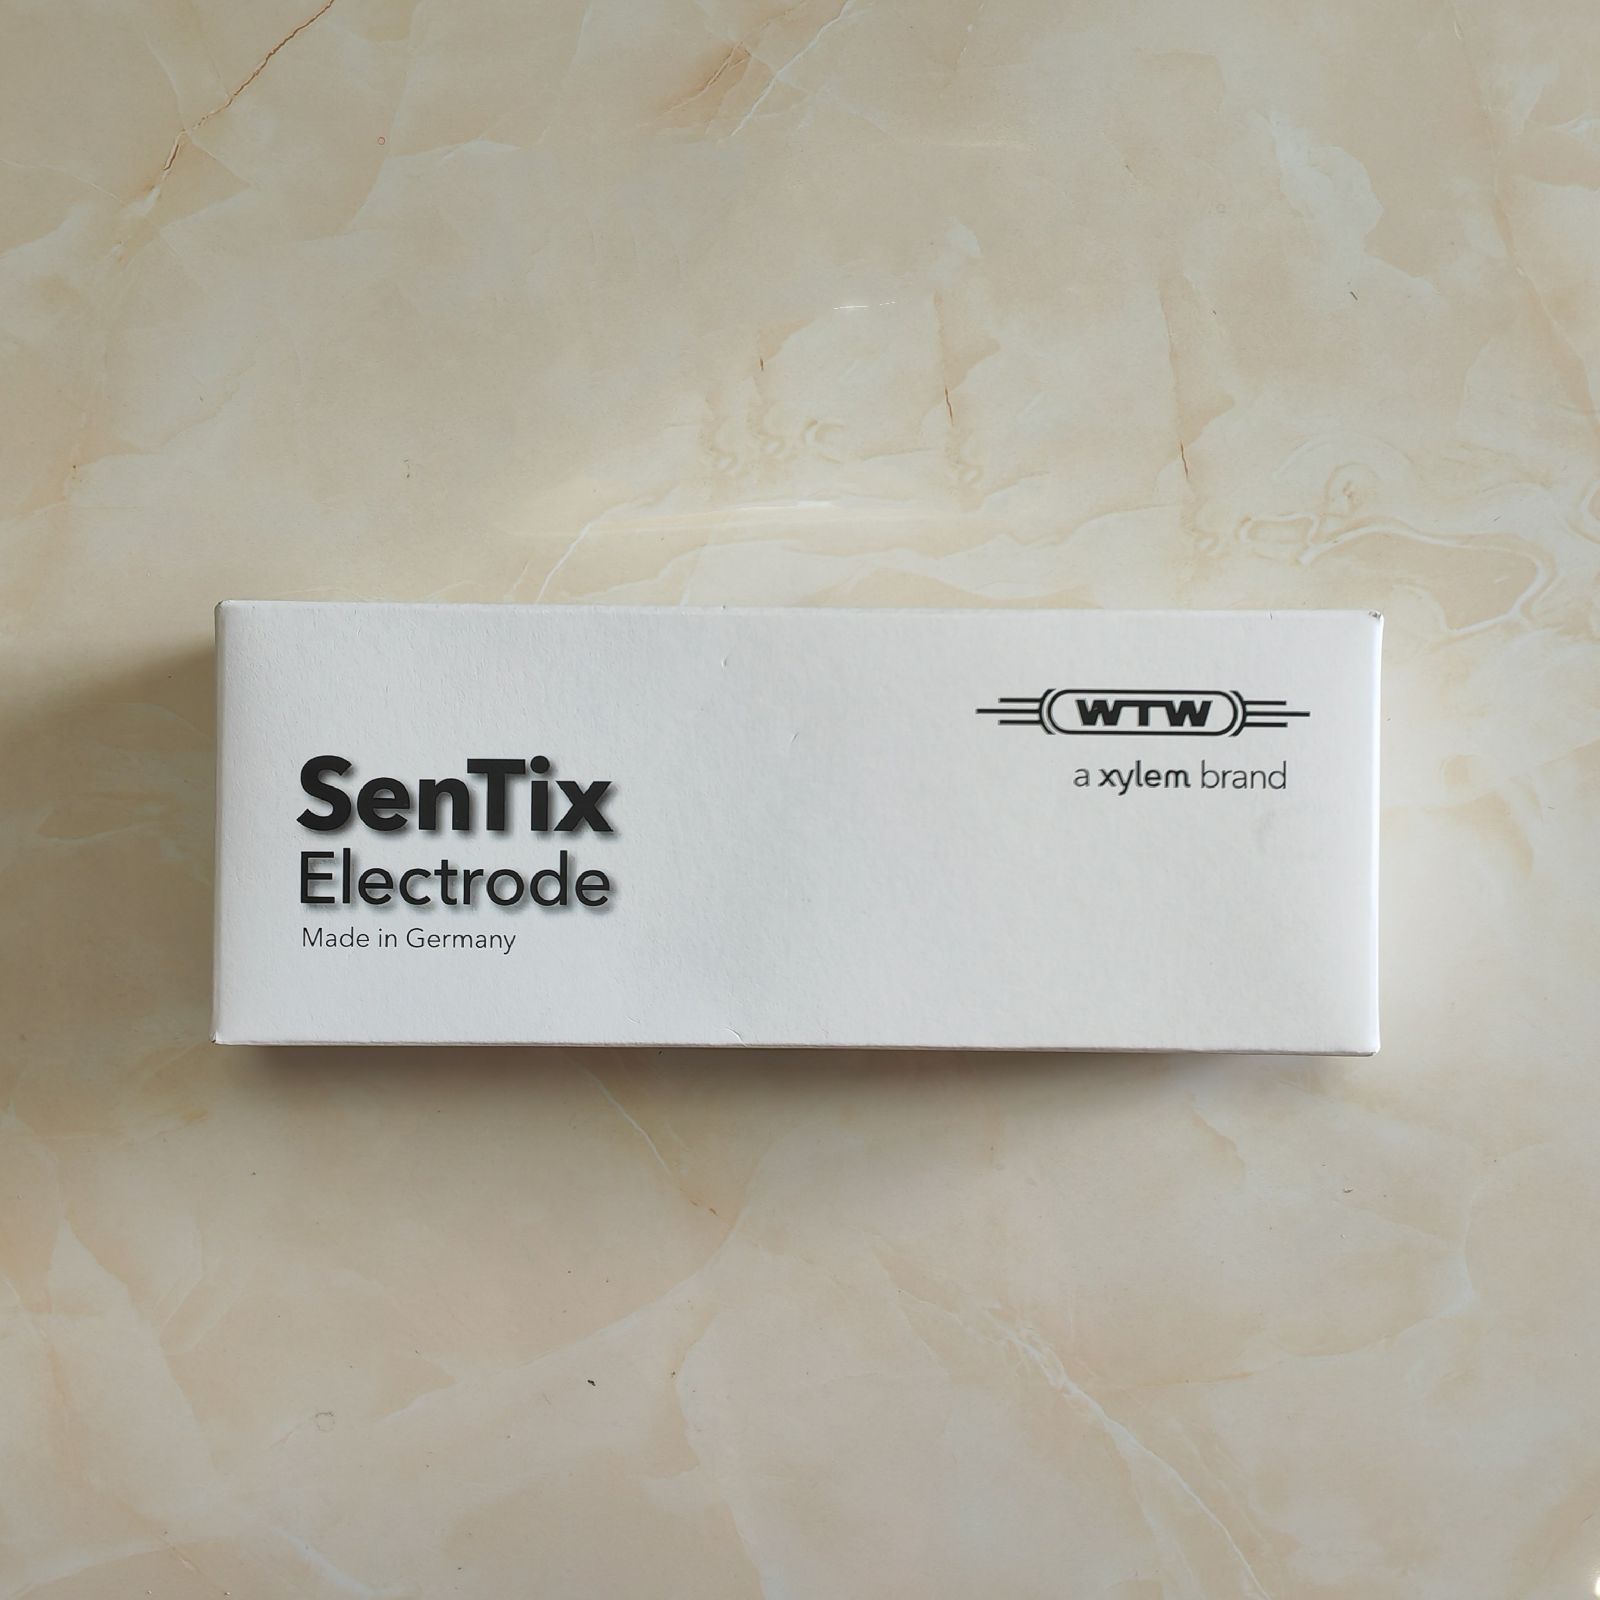 WTW
a xylem brand
SenTix
Electrode
Made in Germany